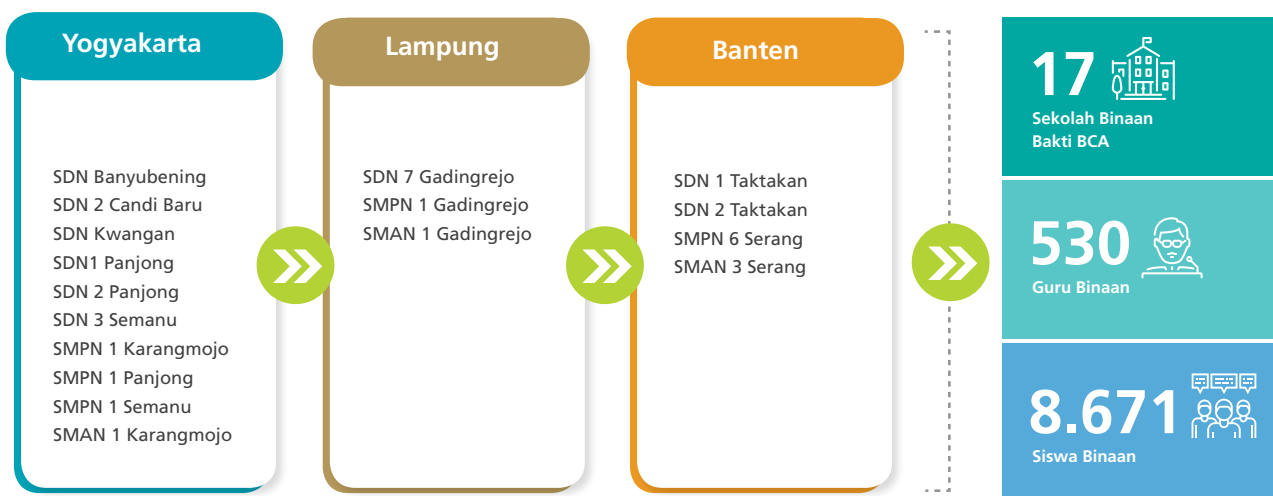 Yogyakarta
SDN Banyubening
SDN 2 Candi Baru
SDN Kwangan
SDN1 Panjong
SDN 2 Panjong
SDN 3 Semanu
SMPN 1 Karangmojo
SMPN 1 Panjong
SMPN 1 Semanu
SMAN 1 Karangmojo
Lampung
SDN 7 Gadingrejo
SMPN 1 Gadingrejo
SMAN 1 Gadingrejo
Banten
SDN 1 Taktakan
SDN 2 Taktakan
SMPN 6 Serang
SMAN 3 Serang
17
Sekolah Binaan
Bakti BCA
530
Guru Binaan
8.671
Siswa Binaan